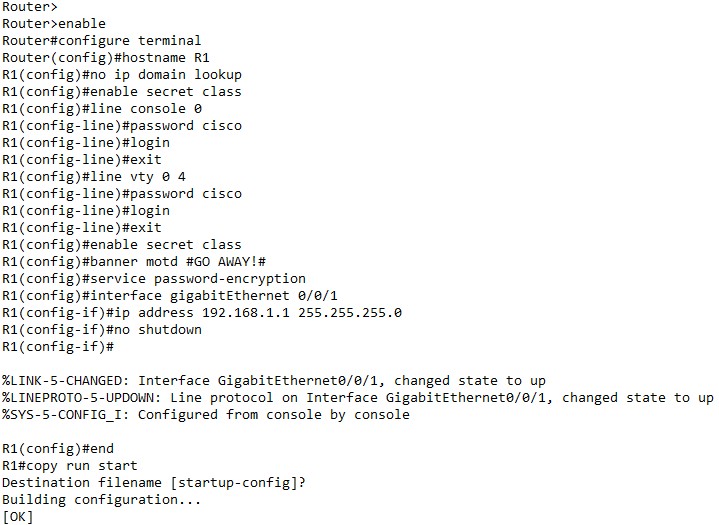 Router>
Router>enable
Router#configure terminal
Router(config)#hostname R1
R1(config)#no ip domain lookup
R1(config)#enable secret class
R1(config)#line console 0
R1(config-line)#password cisco
R1(config-line)#login
R1(config-line)#exit
R1(config)#line vty 0 4
R1(config-line)#password cisco
R1(config-line)#login
R1(config-line)#exit
R1(config)#enable secret class
R1(config)#banner motd #GO AWAY!#
R1(config)#service password-encryption
R1(config)#interface gigabitEthernet 0/0/1
R1(config-if)#ip address 192.168.1.1 255.255.255.0
R1(config-if)#no shutdown
R1(config-if)#
%LINK-5-CHANGED: Interface GigabitEthernet0/0/1, changed state to up
%LINEPROTO-5-UPDOWN: Line protocol on Interface GigabitEthernet0/0/1, changed state to up
%SYS-5-CONFIG_I: Configured from console by console
R1(config)#end
R1#copy run start
Destination filename [startup-config]?
Building configuration...
[OK]